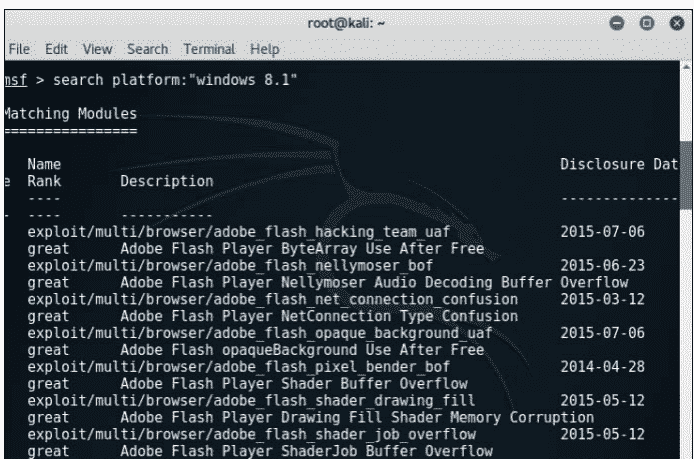 root@kali: ~
File Edit View Search Terminal Help
msf > search platform:"windows 8.1"
Matching Modules
================
Name Disclosure Dat
e Rank Description
---- --------------
- ---- -----------
exploit/multi/browser/adobe_flash_hacking_team_uaf 2015-07-06
great Adobe Flash Player ByteArray Use After Free
exploit/multi/browser/adobe_flash_nellymoser_bof 2015-06-23
great Adobe Flash Player Nellymoser Audio Decoding Buffer Overflow
exploit/multi/browser/adobe_flash_net_connection_confusion 2015-03-12
great Adobe Flash Player NetConnection Type Confusion
exploit/multi/browser/adobe_flash_opaque_background_uaf 2015-07-06
great Adobe Flash opaqueBackground Use After Free
exploit/multi/browser/adobe_flash_pixel_bender_bof 2014-04-28
great Adobe Flash Player Shader Buffer Overflow
exploit/multi/browser/adobe_flash_shader_drawing_fill 2015-05-12
great Adobe Flash Player Drawing Fill Shader Memory Corruption
exploit/multi/browser/adobe_flash_shader_job_overflow 2015-05-12
great Adobe Flash Player ShaderJob Buffer Overflow